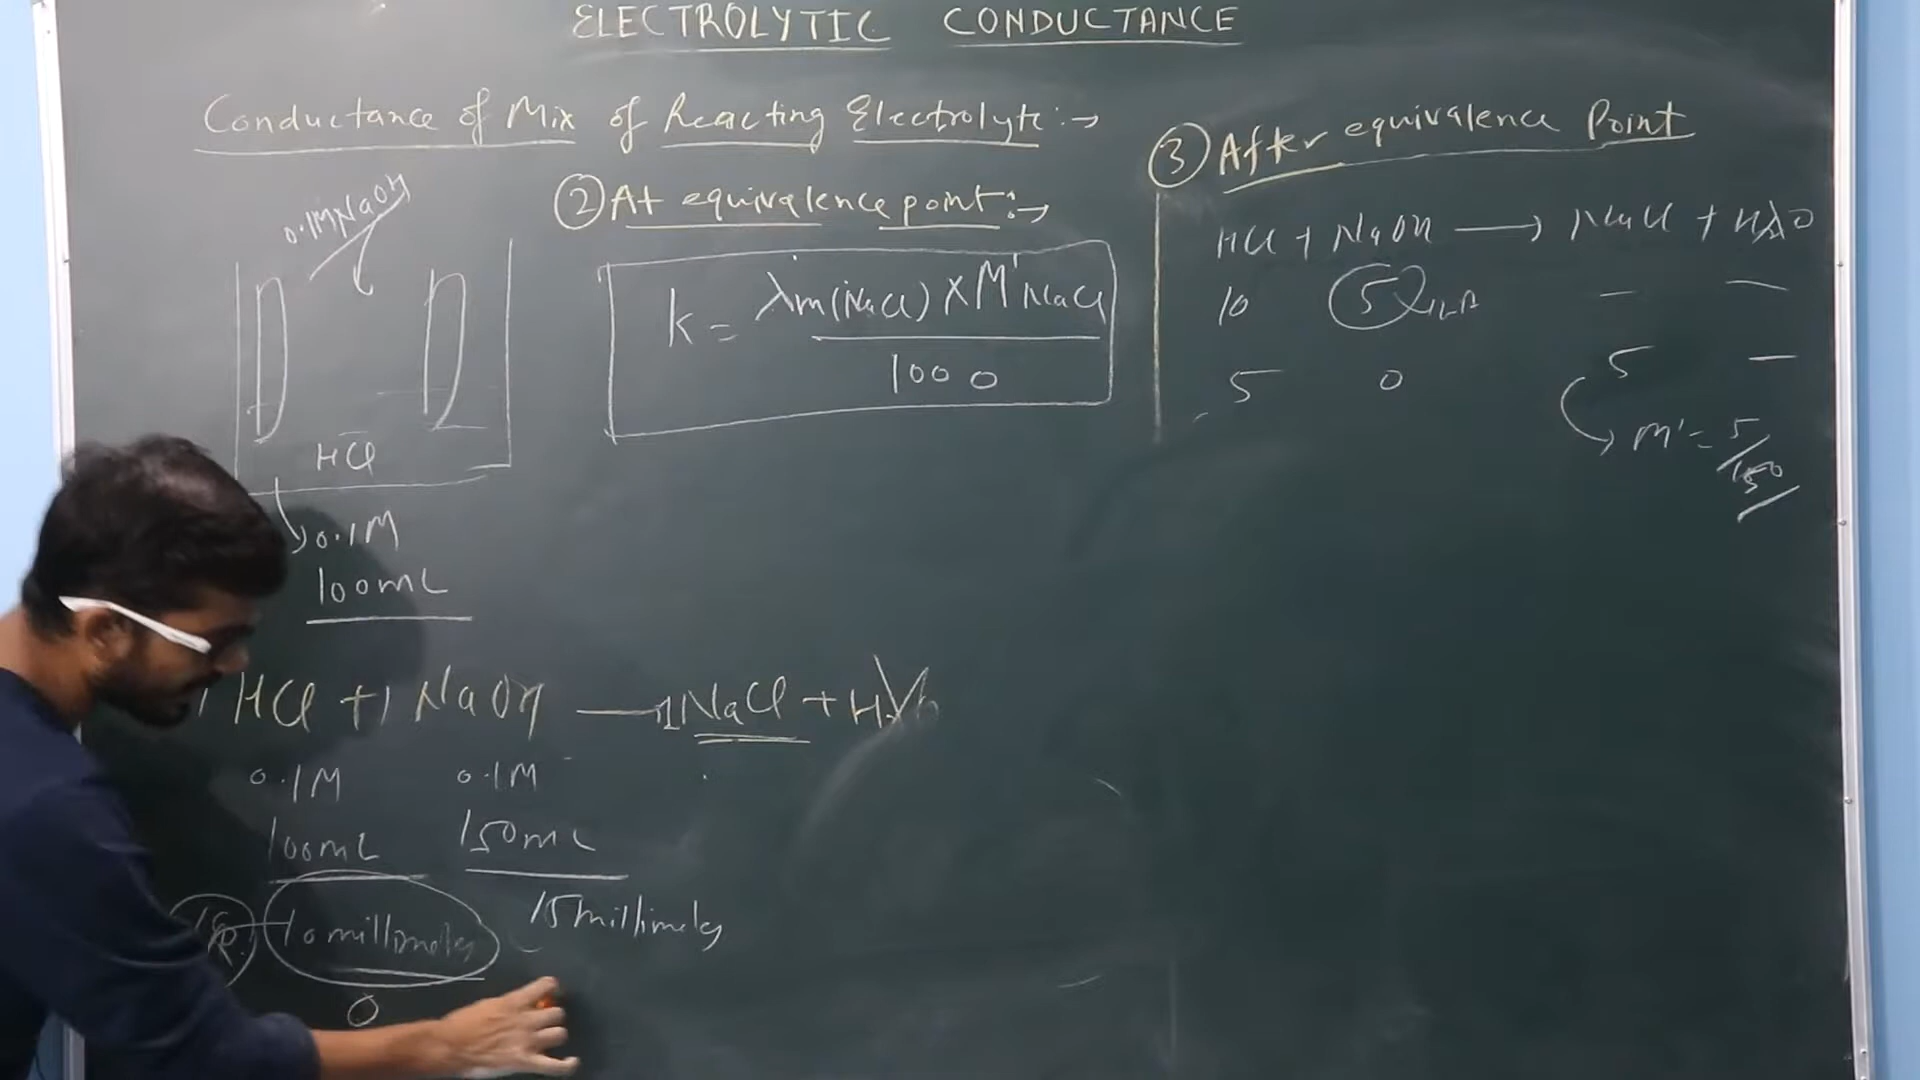 ELECTROLYTIC CONDUCTANCE
Conductance of Mix of Reacting Electrolyte :→
0.1M NaOH
HCl
0.1M
100mL
② At equivalence point :→
k = λm(NaCl) × M'NaCl
1000
③ After equivalence Point
HCl + NaOH → NaCl + H2O
10 5 — —
5 0 5 —
M' = 5/150
1 HCl + 1 NaOH → 1 NaCl + H2O
0.1M 0.1M
100mL 150mL
10 millimoles 15 millimoles
0